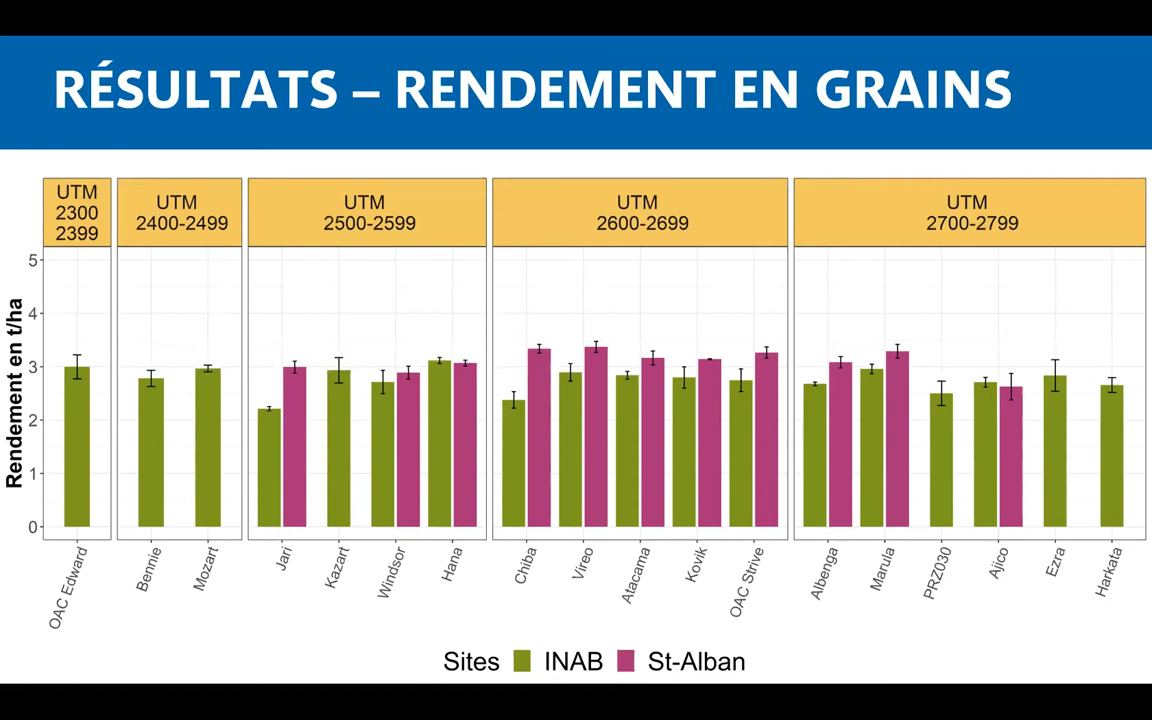 RÉSULTATS – RENDEMENT EN GRAINS
UTM
2300
2399
UTM
2400-2499
UTM
2500-2599
UTM
2600-2699
UTM
2700-2799
Rendement en t/ha
5
4
3
2
1
0
OAC Edward
Bennie
Mozart
Jari
Kazart
Windsor
Hana
Chiba
Vireo
Atacama
Kovik
OAC Strive
Albenga
Marula
PRZ030
Ajico
Ezra
Harkata
Sites INAB St-Alban